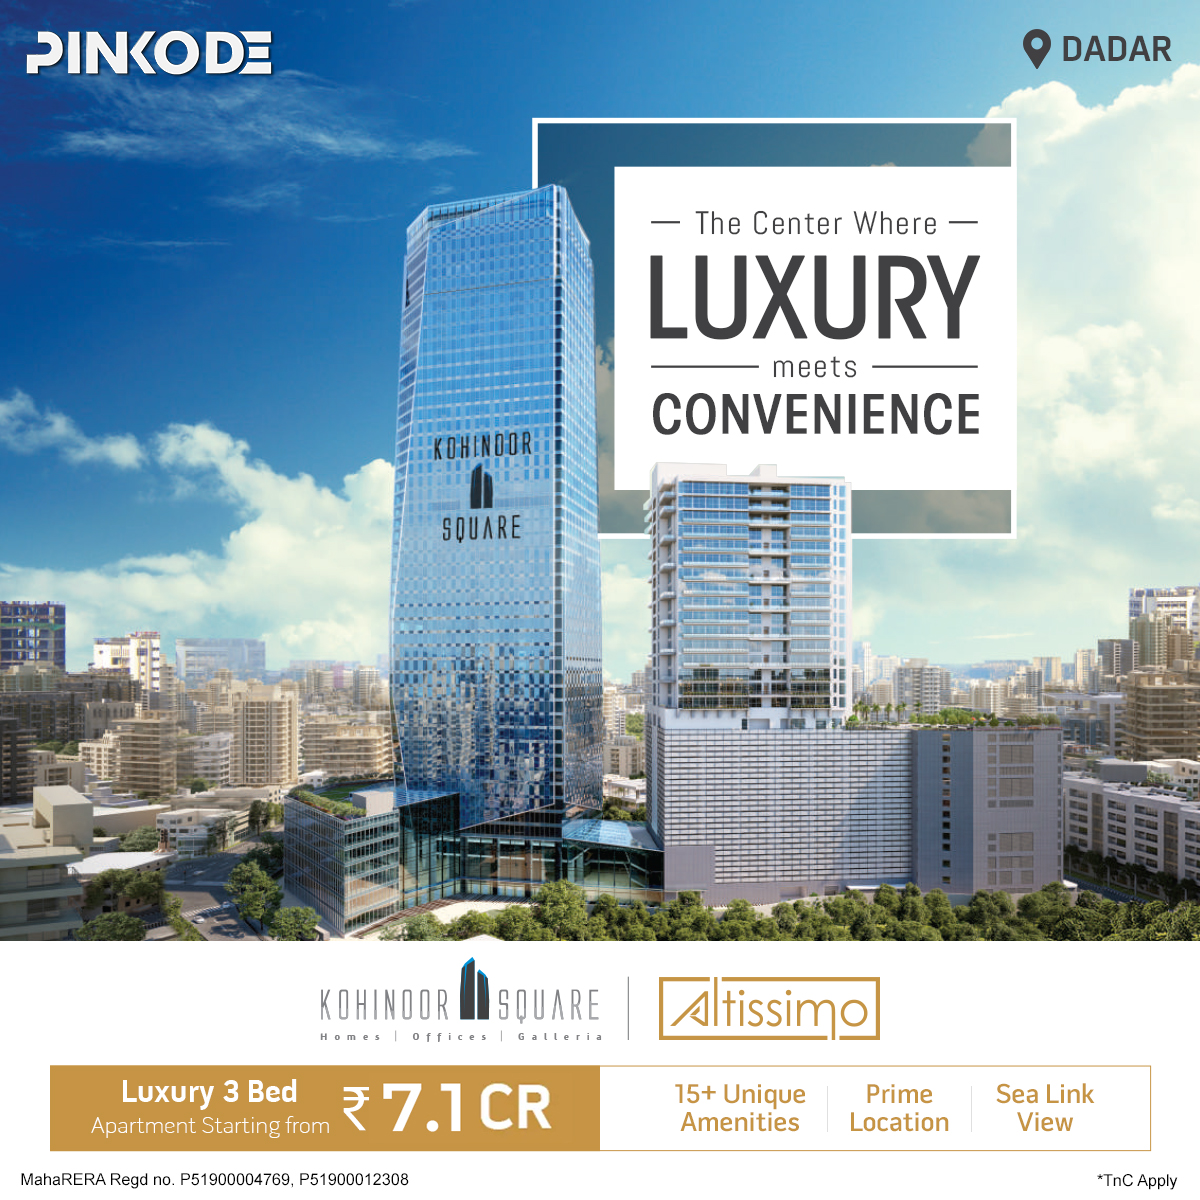 PINKODE
DADAR
The Center Where
LUXURY
meets
CONVENIENCE
KOHINOOR
SQUARE
KOHINOOR SQUARE
Homes | Offices | Galleria
Altissimo
Luxury 3 Bed
Apartment Starting from
₹ 7.1 CR
15+ Unique
Amenities
Prime
Location
Sea Link
View
MahaRERA Regd no. P51900004769, P51900012308
*TnC Apply